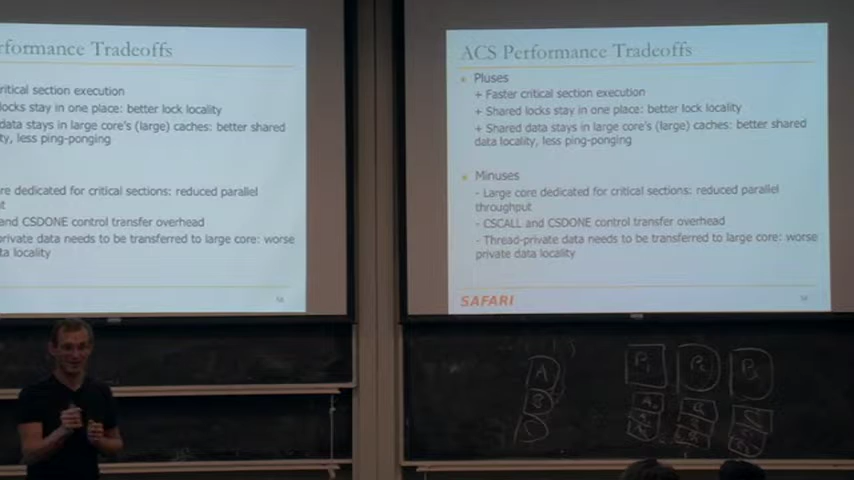 rformance Tradeoffs
ritical section execution
locks stay in one place: better lock locality
data stays in large core's (large) caches: better shared
ty, less ping-ponging
re dedicated for critical sections: reduced parallel
t
and CSDONE control transfer overhead
private data needs to be transferred to large core: worse
ta locality
ACS Performance Tradeoffs
Pluses
+ Faster critical section execution
+ Shared locks stay in one place: better lock locality
+ Shared data stays in large core's (large) caches: better shared
data locality, less ping-ponging
Minuses
- Large core dedicated for critical sections: reduced parallel
throughput
- CSCALL and CSDONE control transfer overhead
- Thread-private data needs to be transferred to large core: worse
private data locality
SAFARI
A
B
P1
P2